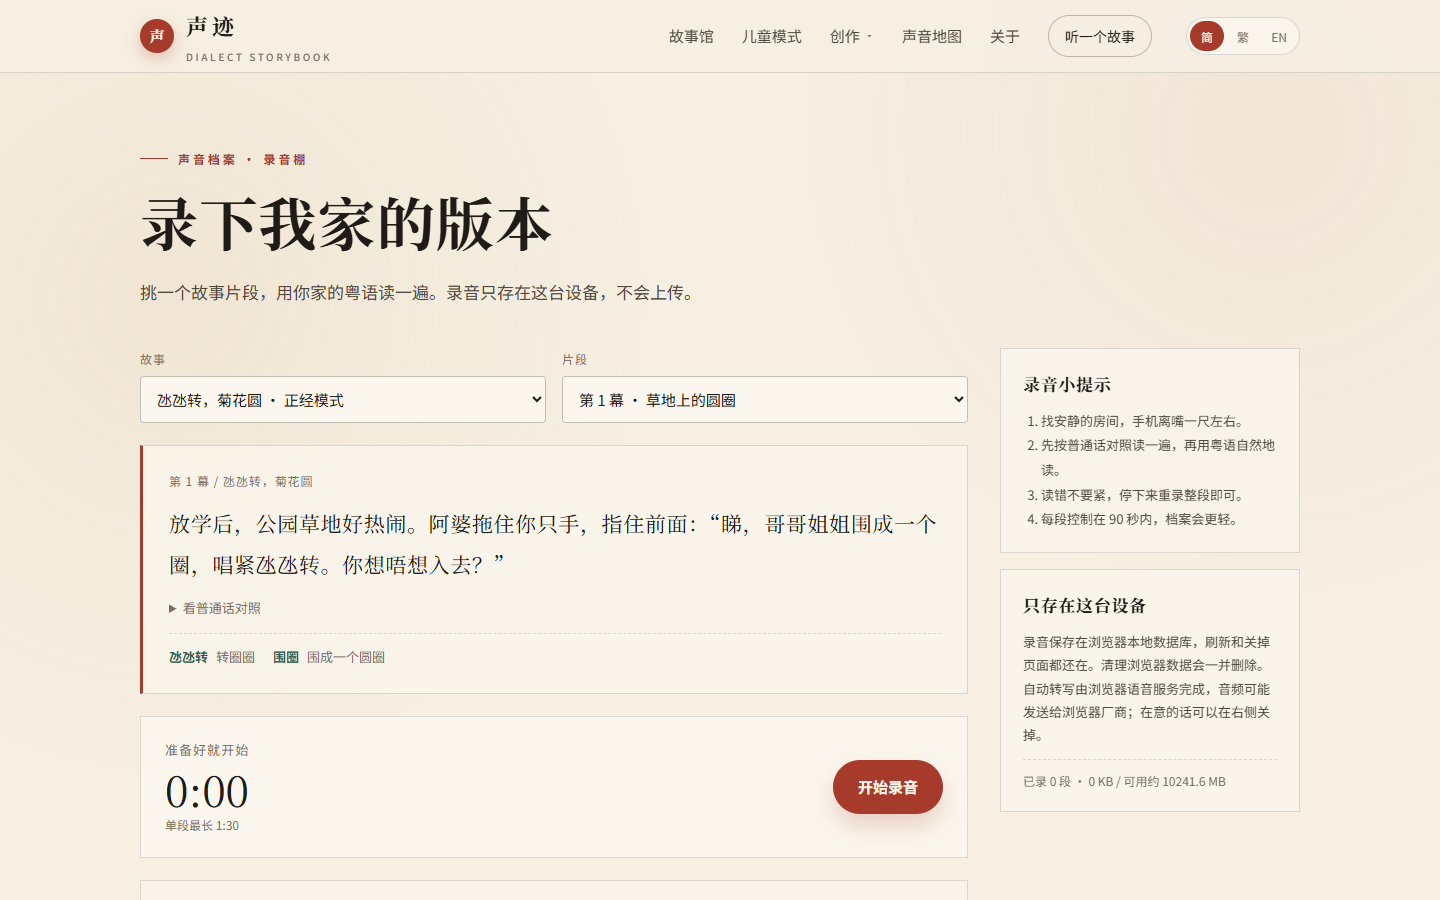 声
声迹
DIALECT STORYBOOK
故事馆
儿童模式
创作
声音地图
关于
听一个故事
简
繁
EN
声音档案 · 录音棚
录下我家的版本
挑一个故事片段，用你家的粤语读一遍。录音只存在这台设备，不会上传。
故事
氹氹转，菊花圆 · 正经模式
片段
第 1 幕 · 草地上的圆圈
第 1 幕 / 氹氹转，菊花圆
放学后，公园草地好热闹。阿婆拖住你只手，指住前面：“睇，哥哥姐姐围成一个
圈，唱紧氹氹转。你想唔想入去？”
看普通话对照
氹氹转 转圈圈 围圈 围成一个圆圈
准备好就开始
0:00
单段最长 1:30
开始录音
录音小提示
1. 找安静的房间，手机离嘴一尺左右。
2. 先按普通话对照读一遍，再用粤语自然地
读。
3. 读错不要紧，停下来重录整段即可。
4. 每段控制在 90 秒内，档案会更轻。
只存在这台设备
录音保存在浏览器本地数据库，刷新和关掉
页面都还在。清理浏览器数据会一并删除。
自动转写由浏览器语音服务完成，音频可能
发送给浏览器厂商；在意的话可以在右侧关
掉。
已录 0 段 · 0 KB / 可用约 10241.6 MB